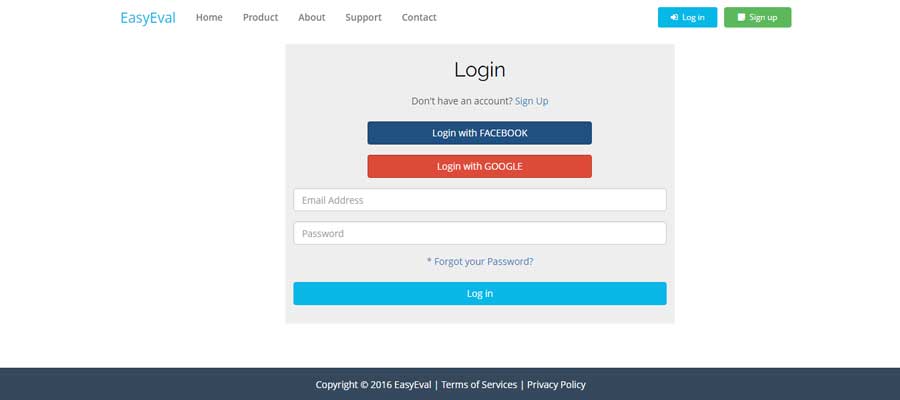 EasyEval Home Product About Support Contact Log in Sign up
Login
Don't have an account? Sign Up
Login with FACEBOOK
Login with GOOGLE
Email Address
Password
* Forgot your Password?
Log in
Copyright © 2016 EasyEval | Terms of Services | Privacy Policy